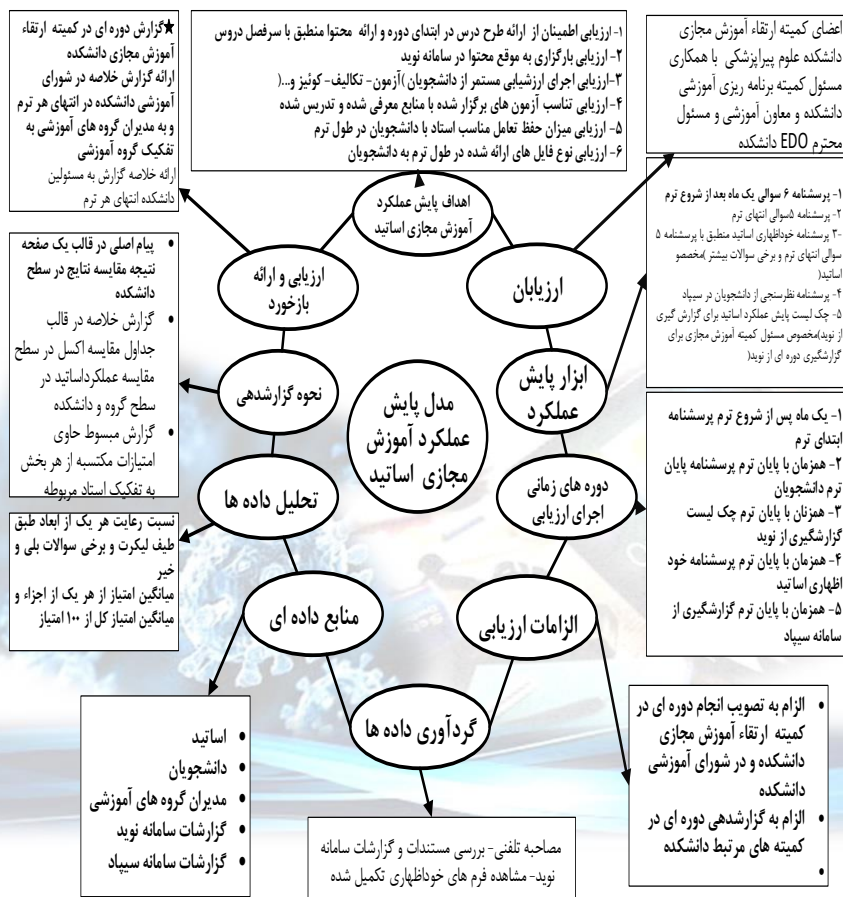 اعضای کمیته ارتقاء آموزش مجازی
دانشکده علوم پیراپزشکی با همکاری
مسئول کمیته برنامه ریزی آموزشی
دانشکده و معاون آموزشی و مسئول
محترم EDO دانشکده
۱- ارزیابی اطمینان از ارائه طرح درس در ابتدای دوره و ارائه محتوا منطبق با سرفصل دروس
۲- ارزیابی بارگزاری به موقع محتوا در سامانه نوید
۳-ارزیابی اجرای ارزشیابی مستمر از دانشجویان )آزمون- تکالیف- کوئیز و...(
۴- ارزیابی تناسب آزمون های برگزار شده با منابع معرفی شده و تدریس شده
۵- ارزیابی میزان حفظ تعامل مناسب استاد با دانشجویان در طول ترم
۶- ارزیابی نوع فایل های ارائه شده در طول ترم به دانشجویان
★گزارش دوره ای در کمیته ارتقاء
آموزش مجازی دانشکده
ارائه گزارش خلاصه در شورای
آموزشی دانشکده در انتهای هر ترم
و به مدیران گروه های آموزشی به
تفکیک گروه آموزشی
ارائه خلاصه گزارش به مسئولین
دانشکده انتهای هر ترم
اهداف پایش عملکرد
آموزش مجازی اساتید
ارزیابان
ارزیابی و ارائه
بازخورد
۱- پرسشنامه ۶ سوالی یک ماه بعد از شروع ترم
۲- پرسشنامه ۵سوالی انتهای ترم
-۳ پرسشنامه خوداظهاری اساتید منطبق با پرسشنامه ۵
سوالی انتهای ترم و برخی سوالات بیشتر )مخصصو
اساتید(
۴- پرسشنامه نظرسنجی از دانشجویان در سیپاد
۵- چک لیست پایش عملکرد اساتید برای گزارش گیری
از نوید)مخصوص مسئول کمیته آموزش مجازی برای
گزارشگیری دوره ای از نوید(
• پیام اصلی در قالب یک صفحه
نتیجه مقایسه نتایج در سطح
دانشکده
• گزارش خلاصه در قالب
جداول مقایسه اکسل در سطح
مقایسه عملکرداساتید در
سطح گروه و دانشکده
• گزارش مبسوط حاوی
امتیازات مکتسبه از هر بخش
به تفکیک استاد مربوطه
ابزار پایش
عملکرد
مدل پایش
عملکرد آموزش
مجازی اساتید
نحوه گزارشدهی
۱- یک ماه پس از شروع ترم پرسشنامه
ابتدای ترم
۲- همزمان با پایان ترم پرسشنامه پایان
ترم دانشجویان
۳- همزنان با پایان ترم چک لیست
گزارشگیری از نوید
۴- همزمان با پایان ترم پرسشنامه خود
اظهاری اساتید
۵- همزمان با پایان ترم گزارشگیری از
سامانه سیپاد
دوره های زمانی
اجرای ارزیابی
تحلیل داده ها
نسبت رعایت هر یک از ابعاد طبق
طیف لیکرت و برخی سوالات بلی و
خیر
میانگین امتیاز از هر یک از اجزاء و
میانگین امتیاز کل از ۱۰۰ امتیاز
الزامات ارزیابی
منابع داده ای
گردآوری داده ها
• الزام به تصویب انجام دوره ای در
کمیته ارتقاء آموزش مجازی
دانشکده و در شورای آموزشی
دانشکده
• الزام به گزارشدهی دوره ای در
کمیته های مرتبط دانشکده
•
• اساتید
• دانشجویان
• مدیران گروه های آموزشی
• گزارشات سامانه نوید
• گزارشات سامانه سیپاد
مصاحبه تلفنی- بررسی مستندات و گزارشات سامانه
نوید- مشاهده فرم های خوداظهاری تکمیل شده